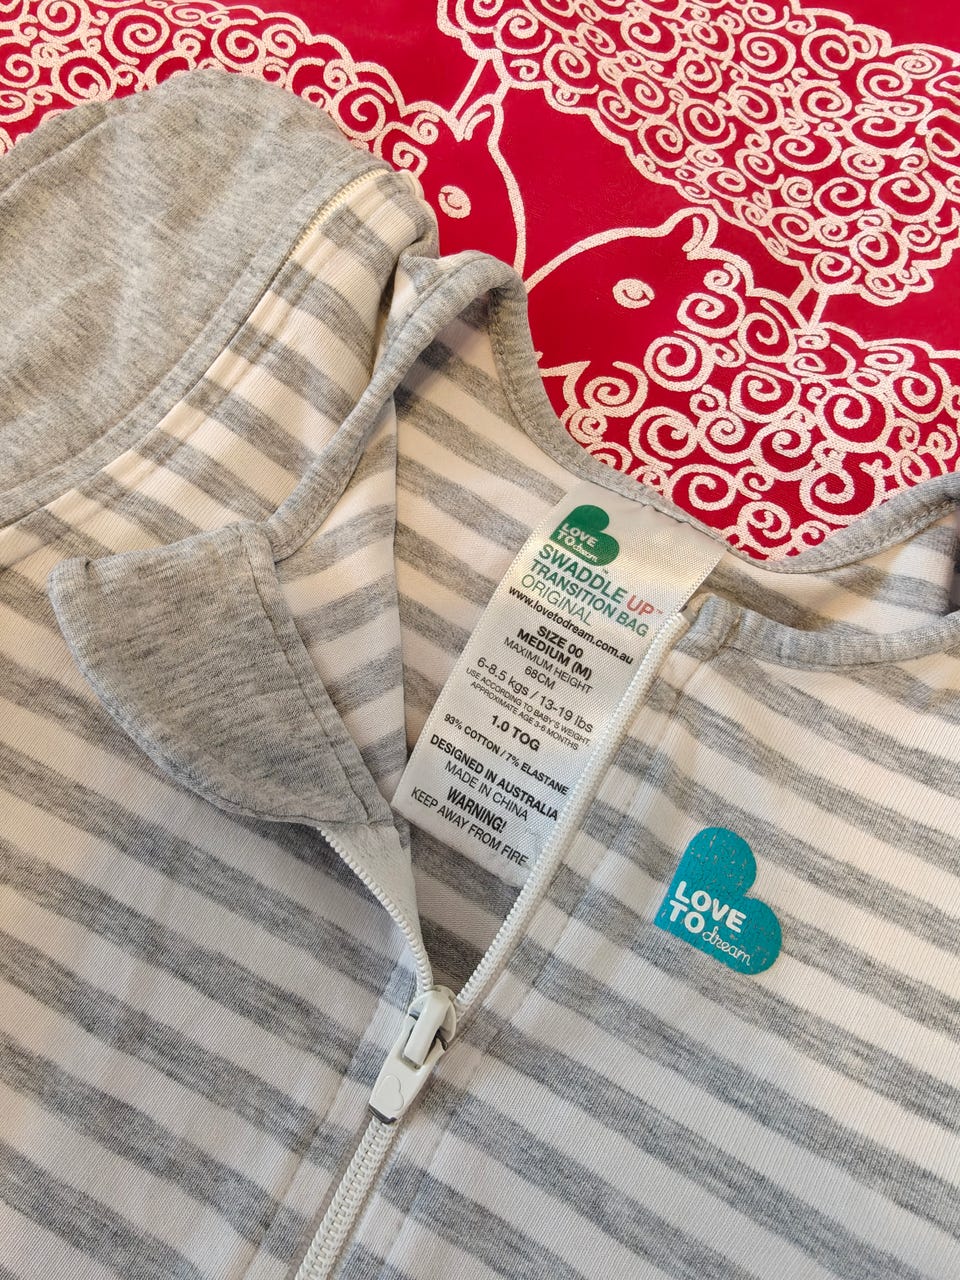 LOVE
TO dream™
SWADDLE UP™
TRANSITION BAG
ORIGINAL
www.lovetodream.com.au
SIZE 00
MEDIUM (M)
MAXIMUM HEIGHT
68CM
6-8.5 kgs / 13-19 lbs
USE ACCORDING TO BABY'S WEIGHT.
APPROXIMATE AGE 3-6 MONTHS
1.0 TOG
93% COTTON / 7% ELASTANE
DESIGNED IN AUSTRALIA
MADE IN CHINA
WARNING!
KEEP AWAY FROM FIRE
LOVE
TO dream